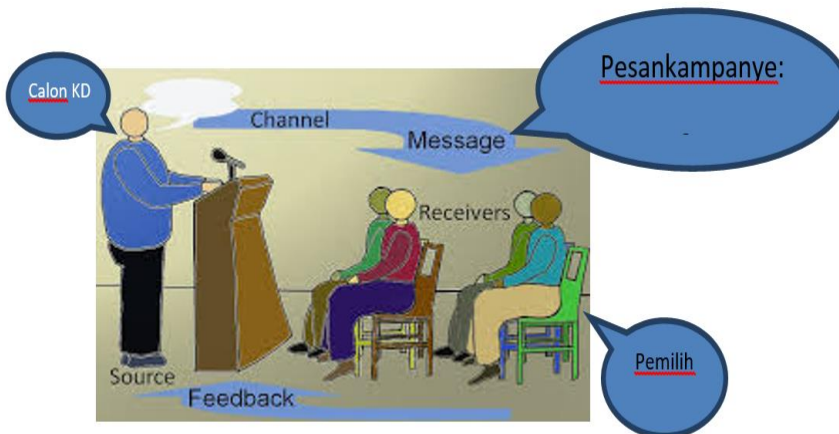 Calon KD
Pesankampanye:
-
Channel
Message
Receivers
Source
Feedback
Pemilih